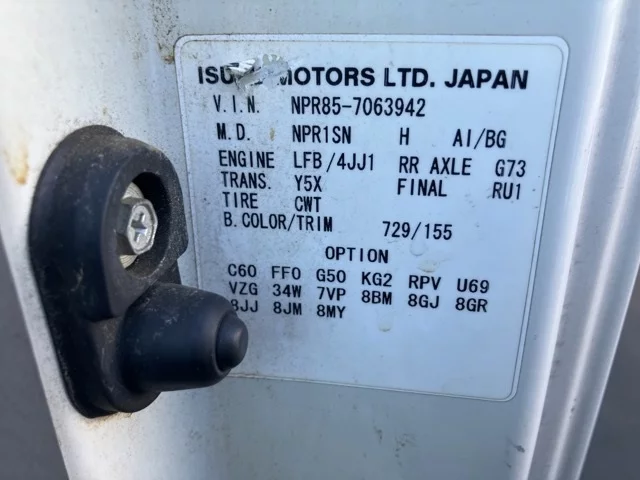 MOTORS LTD. JAPAN
V.I.N. NPR85-7063942
M.D. NPR1SN H AI/BG
ENGINE LFB/4JJ1 RR AXLE G73
TRANS. Y5X FINAL RU1
TIRE CWT
B.COLOR/TRIM 729/155
OPTION
C60 FF0 G50 KG2 RPV U69
VZG 34W 7VP 8BM 8GJ 8GR
8JJ 8JM 8MY